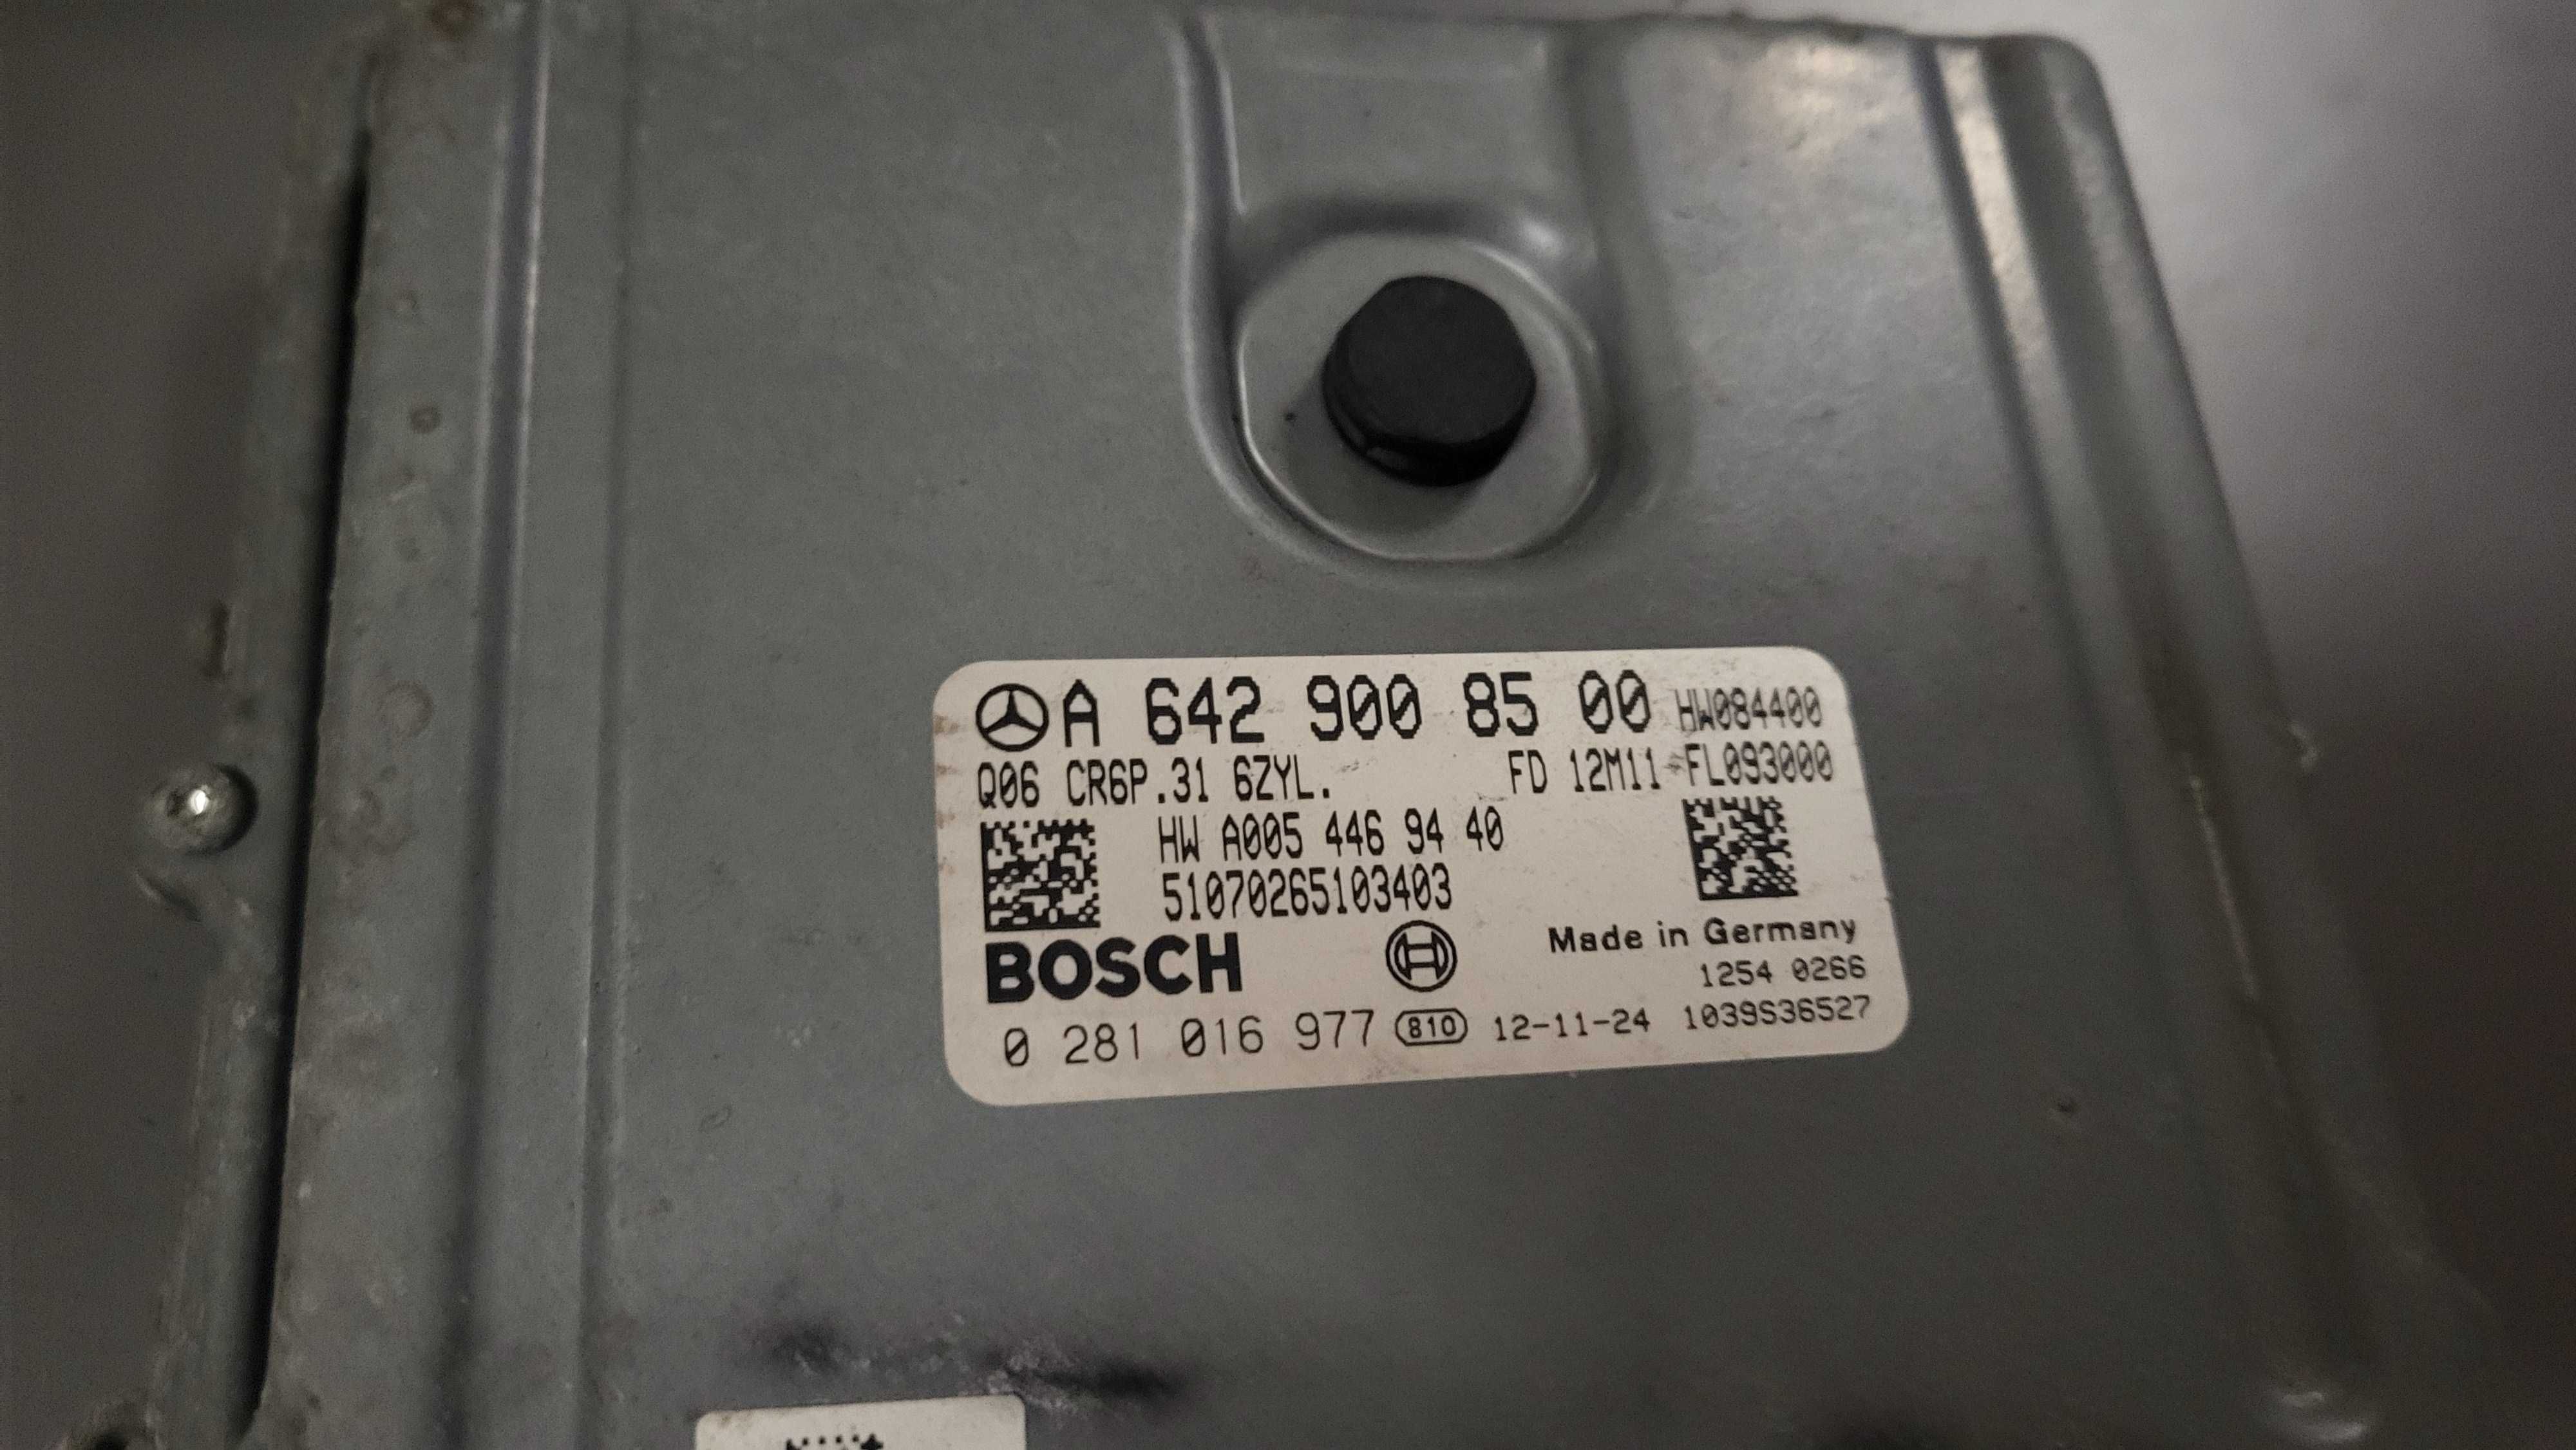 A 642 900 85 00 HW084400
Q06 CR6P.31 6ZYL. FD 12M11 FL093000
HW A005 446 94 40
51070265103403
BOSCH
Made in Germany
1254 0266
0 281 016 977 810 12-11-24 1039S36527